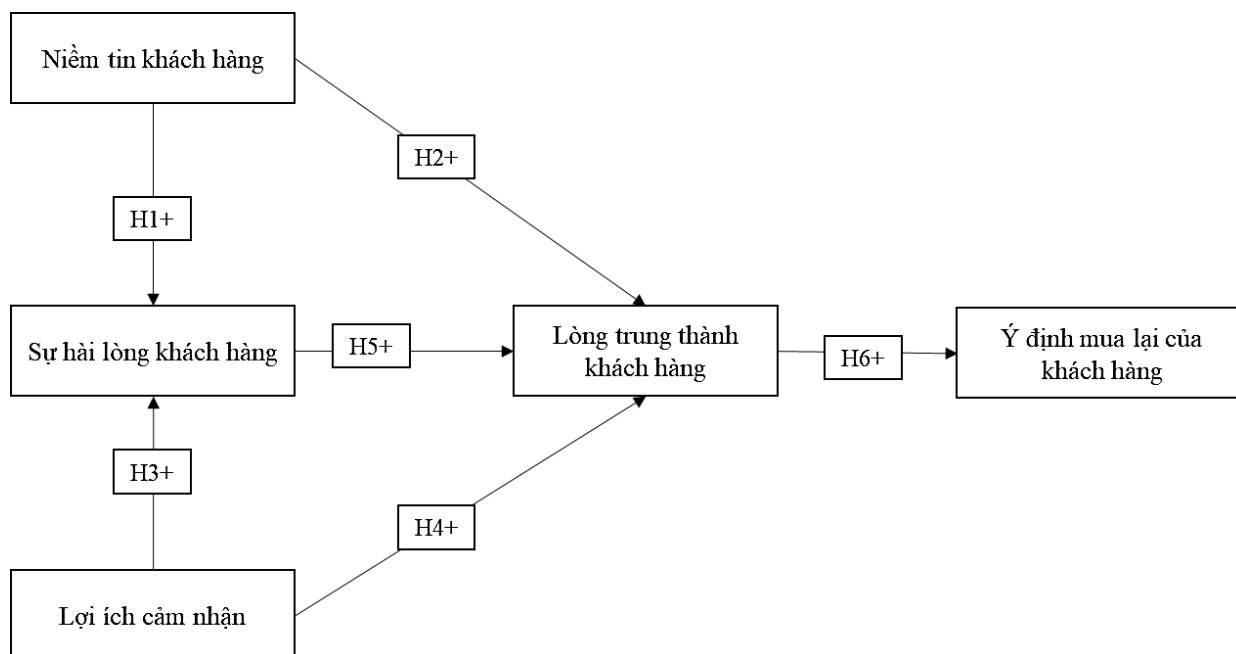 Niềm tin khách hàng
H2+
H1+
Sự hài lòng khách hàng
H5+
Lòng trung thành
khách hàng
H6+
Ý định mua lại của
khách hàng
H3+
H4+
Lợi ích cảm nhận